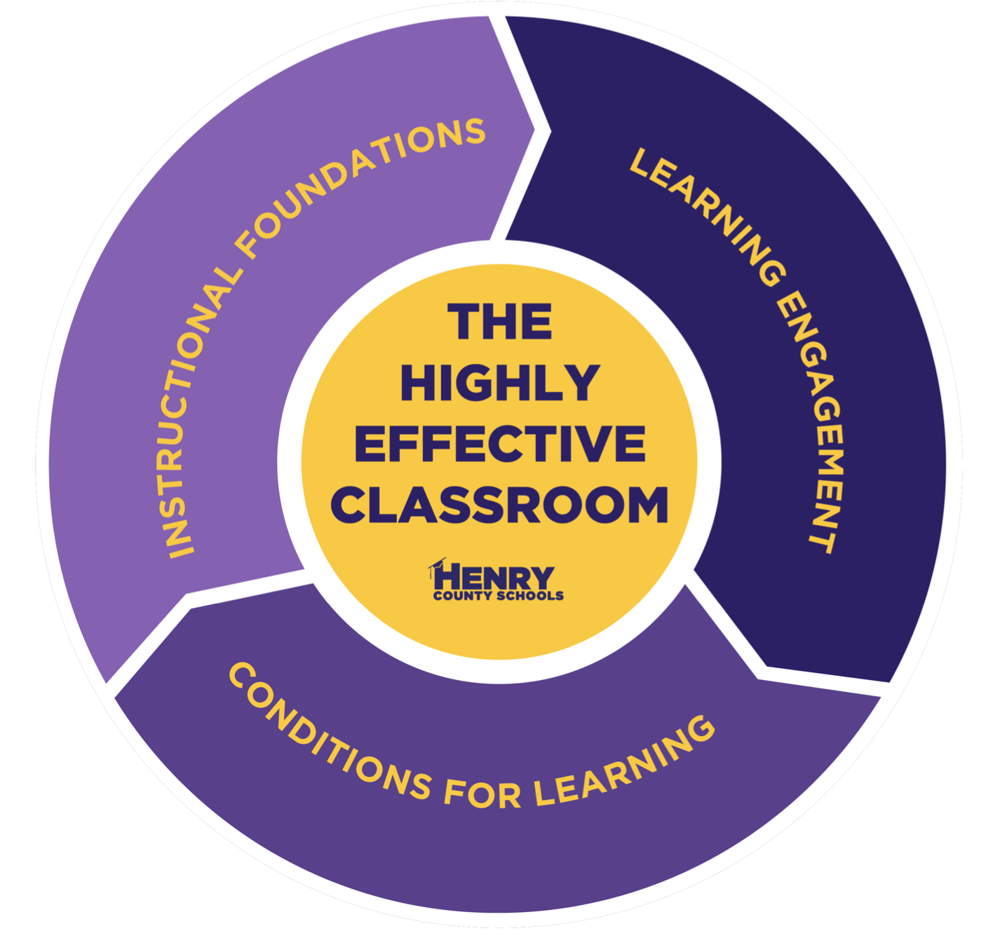 INSTRUCTIONAL FOUNDATIONS
LEARNING ENGAGEMENT
THE
HIGHLY
EFFECTIVE
CLASSROOM
HENRY
COUNTY SCHOOLS
CONDITIONS FOR LEARNING